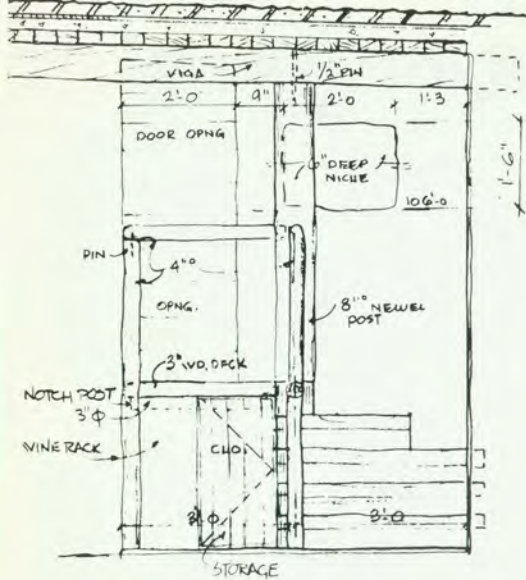 VIGA
1/2" PIN
2'-0 9" 2'-0 1'-3
DOOR OPNG
6" DEEP
NICHE
106'-0
1'-6"
PIN
4"⌀
OPNG.
8"⌀ NEWEL
POST
3" WD. DECK
NOTCH POST
3"⌀
WINE RACK
CLO.
3'-0 3'-0
STORAGE